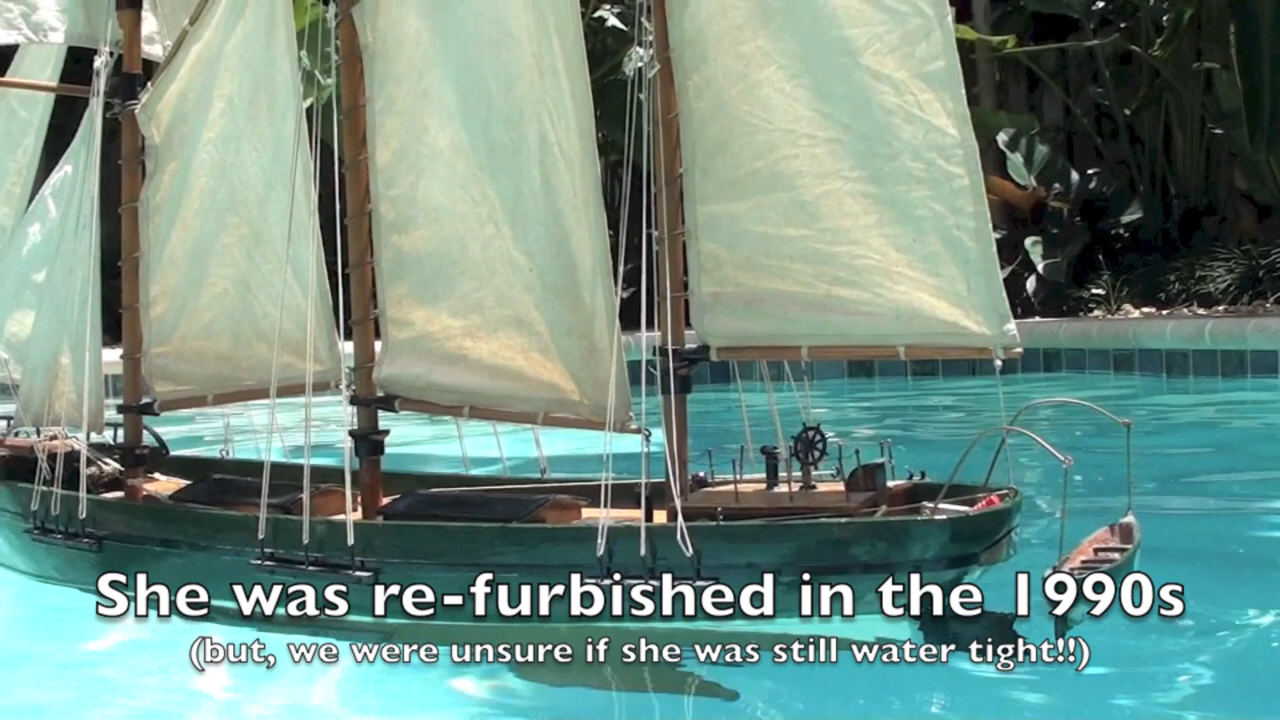 She was re-furbished in the 1990s
(but, we were unsure if she was still water tight!!)